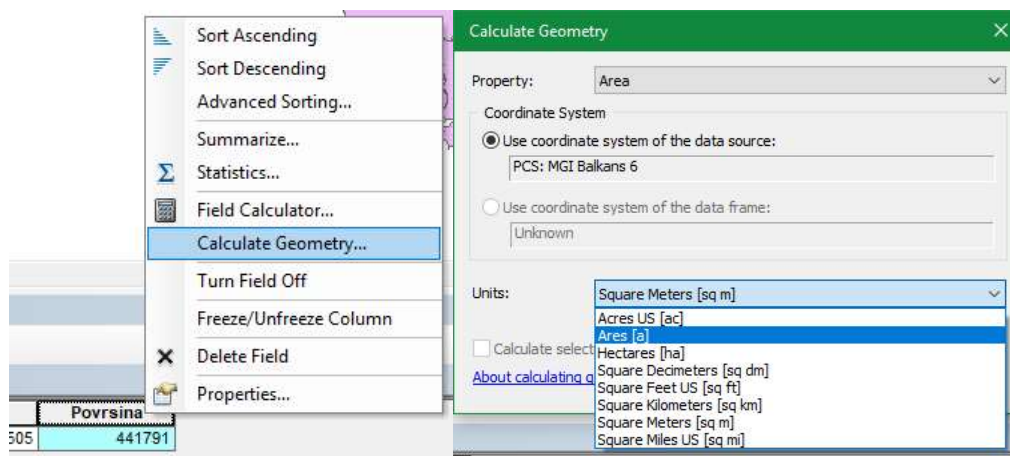 Sort Ascending
Sort Descending
Advanced Sorting...
Summarize...
Statistics...
Field Calculator...
Calculate Geometry...
Turn Field Off
Freeze/Unfreeze Column
Delete Field
Properties...
Povrsina
505 441791
Calculate Geometry
Property: Area
Coordinate System
Use coordinate system of the data source:
PCS: MGI Balkans 6
Use coordinate system of the data frame:
Unknown
Units: Square Meters [sq m]
Acres US [ac]
Ares [a]
Calculate select
Hectares [ha]
Square Decimeters [sq dm]
About calculating g
Square Feet US [sq ft]
Square Kilometers [sq km]
Square Meters [sq m]
Square Miles US [sq mi]